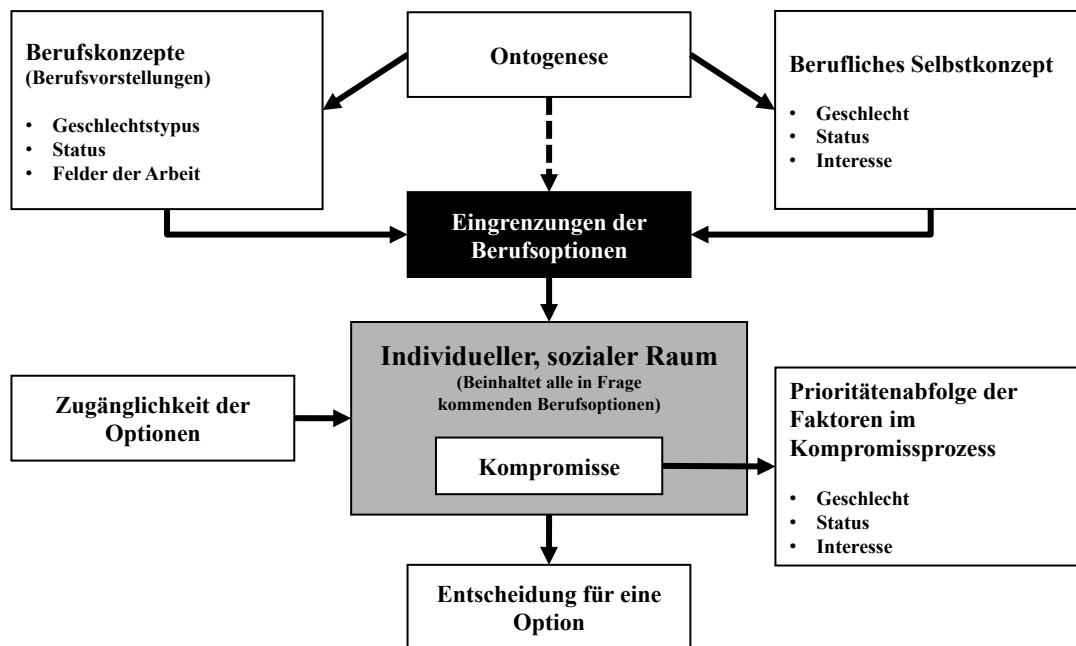 Berufskonzepte
(Berufsvorstellungen)
• Geschlechtstypus
• Status
• Felder der Arbeit
Ontogenese
Berufliches Selbstkonzept
• Geschlecht
• Status
• Interesse
Eingrenzungen der
Berufsoptionen
Individueller, sozialer Raum
(Beinhaltet alle in Frage
kommenden Berufsoptionen)
Zugänglichkeit der
Optionen
Kompromisse
Prioritätenabfolge der
Faktoren im
Kompromissprozess
• Geschlecht
• Status
• Interesse
Entscheidung für eine
Option